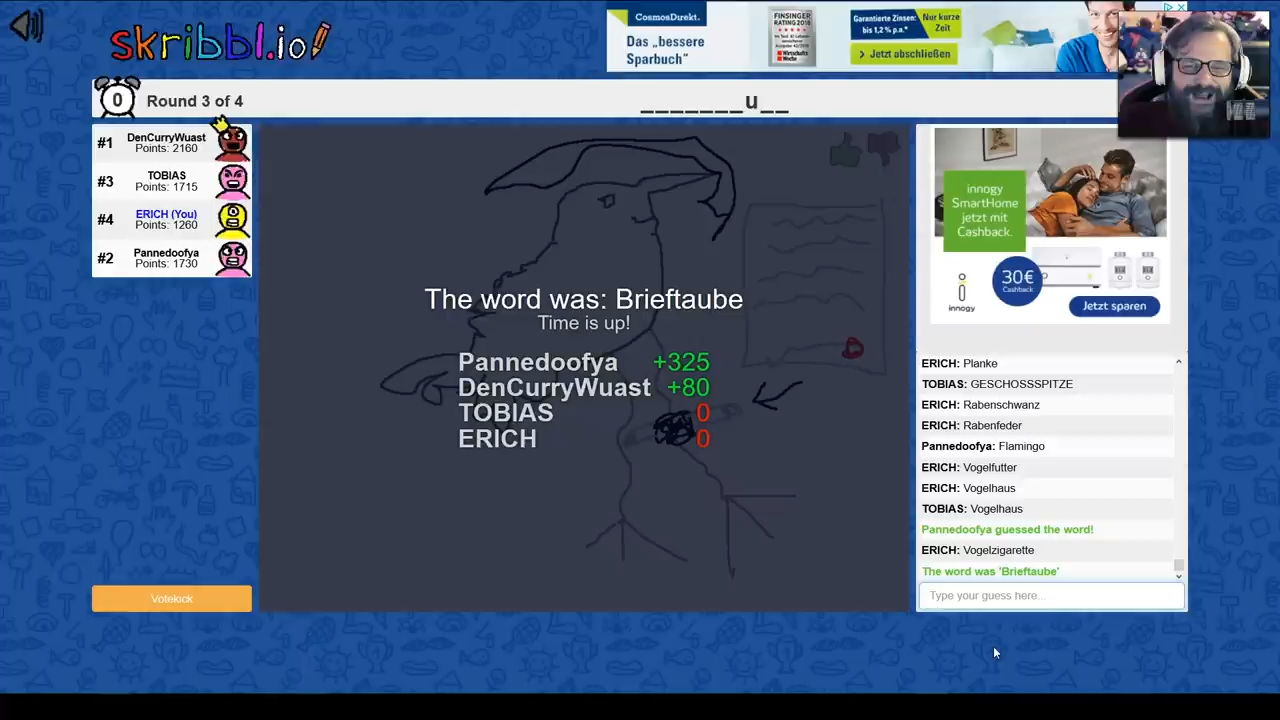 skribbl.io
CosmosDirekt.
Das „bessere
Sparbuch“
FINSINGER
RATING 2016
Wirtschafts
Woche
Garantierte Zinsen:
bis 1,2 % p.a.*
Nur kurze
Zeit
> Jetzt abschließen
0
Round 3 of 4
_______u__
#1
DenCurryWuast
Points: 2160
#3
TOBIAS
Points: 1715
#4
ERICH (You)
Points: 1260
#2
Pannedoofya
Points: 1730
Votekick
The word was: Brieftaube
Time is up!
Pannedoofya +325
DenCurryWuast +80
TOBIAS 0
ERICH 0
innogy
SmartHome
jetzt mit
Cashback.
30€
Cashback
innogy
Jetzt sparen
ERICH: Planke
TOBIAS: GESCHOSSSPITZE
ERICH: Rabenschwanz
ERICH: Rabenfeder
Pannedoofya: Flamingo
ERICH: Vogelfutter
ERICH: Vogelhaus
TOBIAS: Vogelhaus
Pannedoofya guessed the word!
ERICH: Vogelzigarette
The word was 'Brieftaube'
Type your guess here...